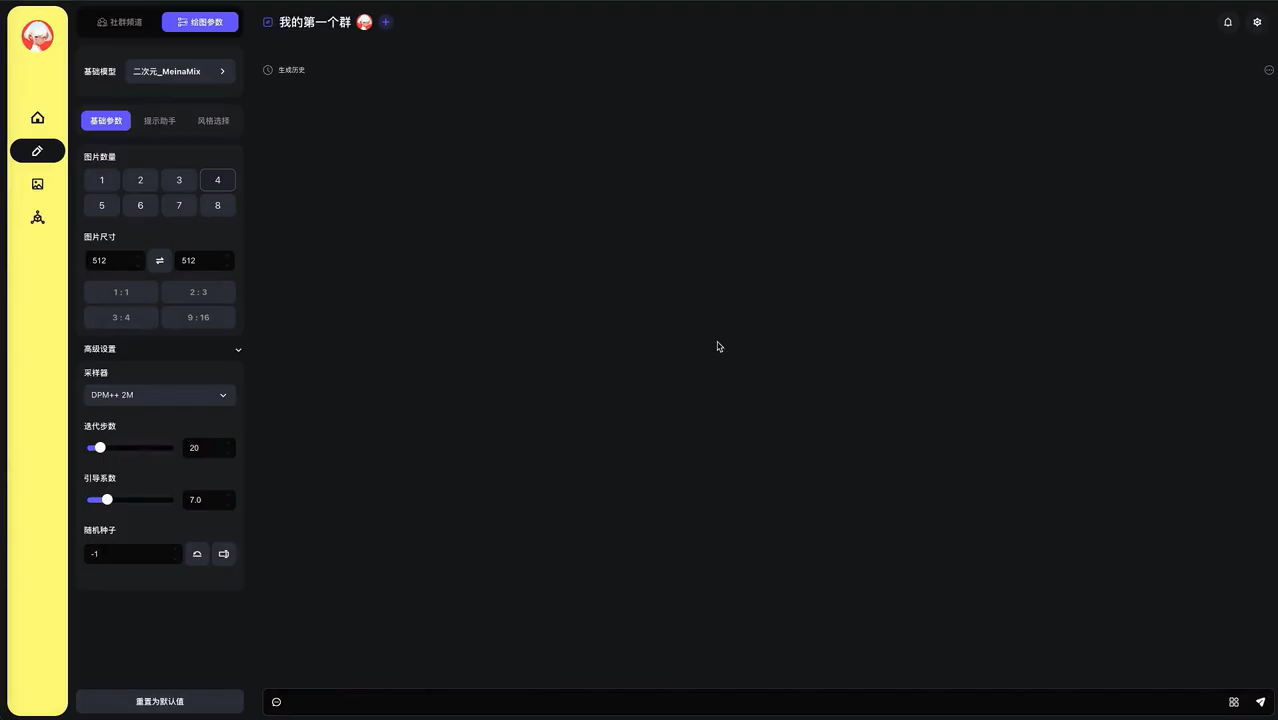 社群频道
绘图参数
我的第一个群
基础模型
二次元_MeinaMix
生成历史
基础参数
提示助手
风格选择
图片数量
1
2
3
4
5
6
7
8
图片尺寸
512
512
1 : 1
2 : 3
3 : 4
9 : 16
高级设置
采样器
DPM++ 2M
迭代步数
20
引导系数
7.0
随机种子
-1
重置为默认值